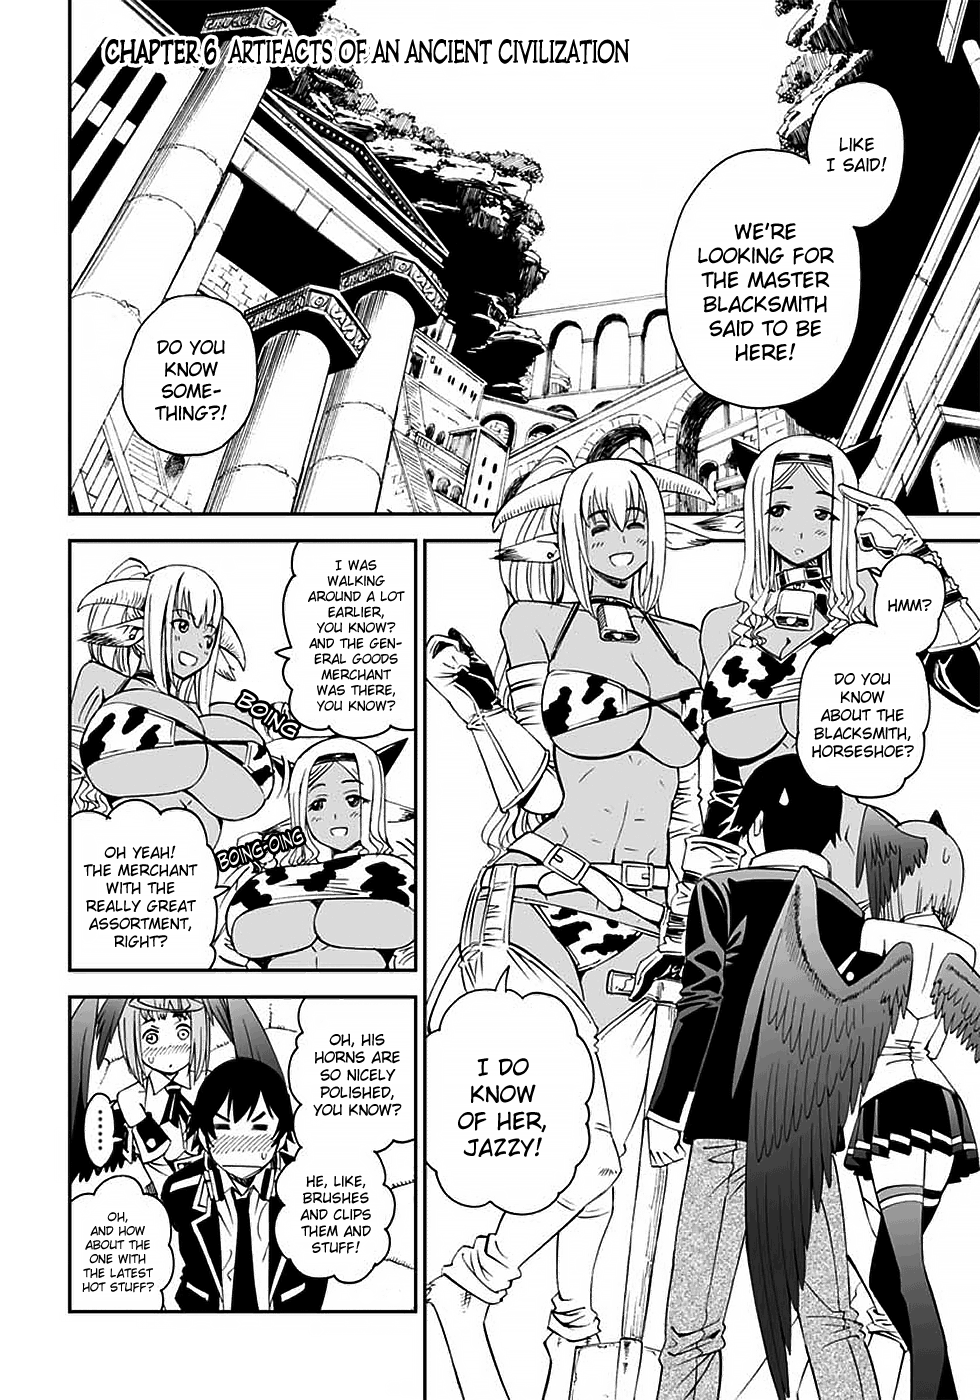 CHAPTER 6 ARTIFACTS OF AN ANCIENT CIVILIZATION
LIKE
I SAID!
WE'RE
LOOKING FOR
THE MASTER
BLACKSMITH
SAID TO BE
HERE!
DO YOU
KNOW
SOME-
THING?!
HMM?
DO YOU
KNOW
ABOUT THE
BLACKSMITH,
HORSESHOE?
I DO
KNOW
OF HER,
JAZZY!
I WAS
WALKING
AROUND A LOT
EARLIER,
YOU KNOW?
AND THE GEN-
ERAL GOODS
MERCHANT
WAS THERE,
YOU KNOW?
BOING
BOING-OING
OH YEAH!
THE MERCHANT
WITH THE
REALLY GREAT
ASSORTMENT,
RIGHT?
OH, HIS
HORNS ARE
SO NICELY
POLISHED,
YOU KNOW?
HE, LIKE,
BRUSHES
AND CLIPS
THEM AND
STUFF!
......
OH,
AND HOW
ABOUT THE
ONE WITH
THE LATEST
HOT STUFF?